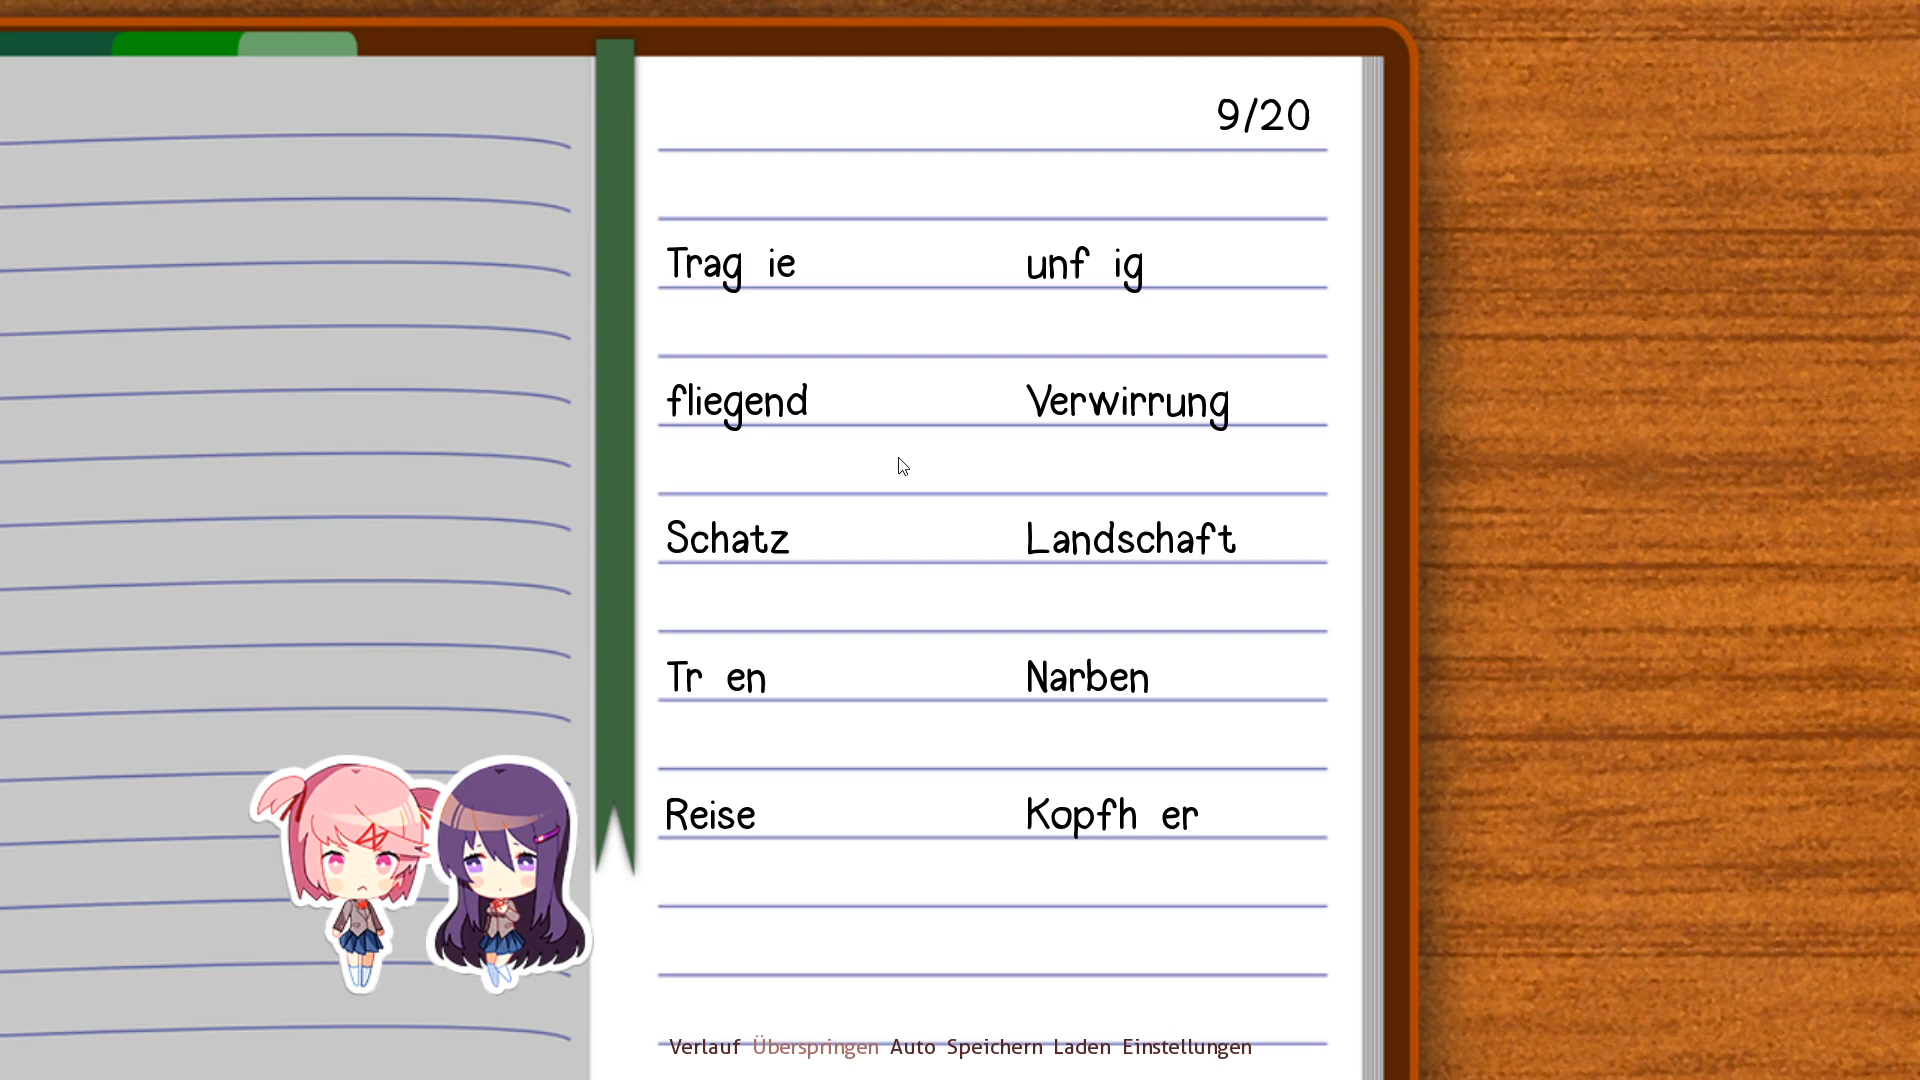 9/20
Trag ie unf ig
fliegend Verwirrung
Schatz Landschaft
Tr en Narben
Reise Kopfh er
Verlauf Überspringen Auto Speichern Laden Einstellungen